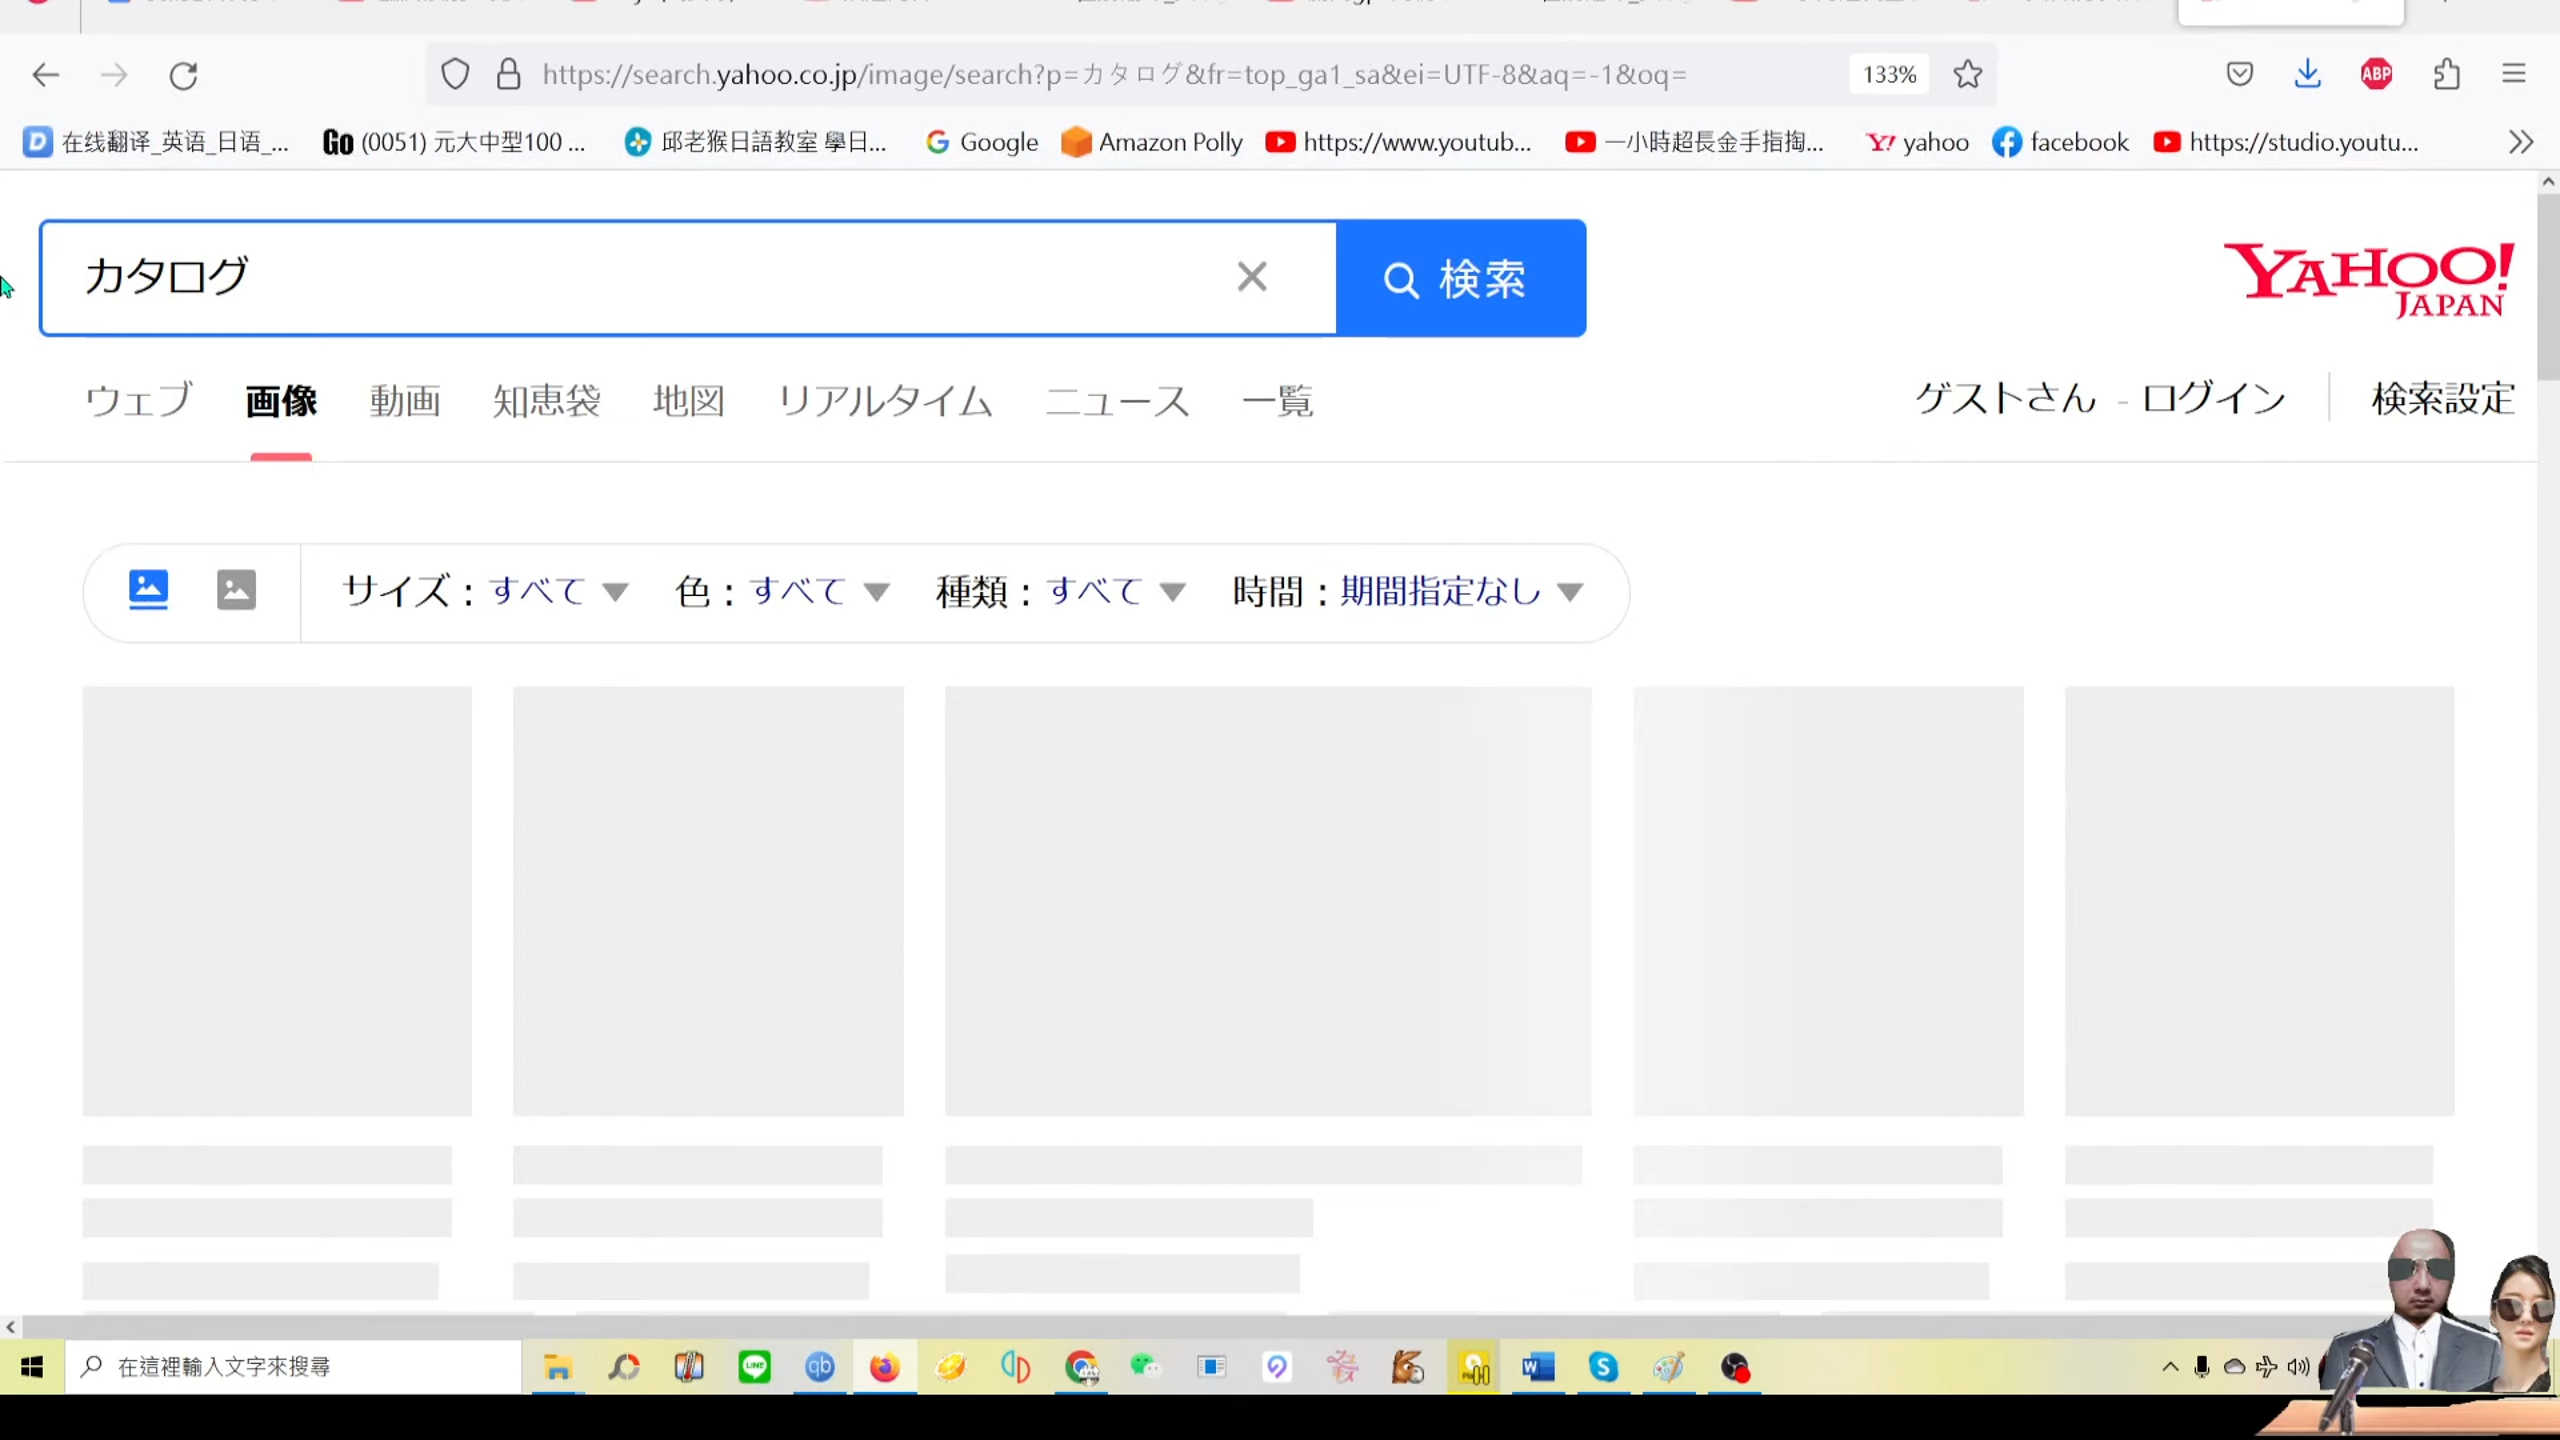 https://search.yahoo.co.jp/image/search?p=カタログ&fr=top_ga1_sa&ei=UTF-8&aq=-1&oq=
133%
ABP
在线翻译_英语_日语_...
Go (0051) 元大中型100 ...
邱老猴日語教室 學日...
Google
Amazon Polly
https://www.youtub...
一小時超長金手指掏...
Y! yahoo
facebook
https://studio.youtu...
カタログ
検索
YAHOO!
JAPAN
ウェブ 画像 動画 知恵袋 地図 リアルタイム ニュース 一覧
ゲストさん - ログイン 検索設定
サイズ：すべて 色：すべて 種類：すべて 時間：期間指定なし
在這裡輸入文字來搜尋